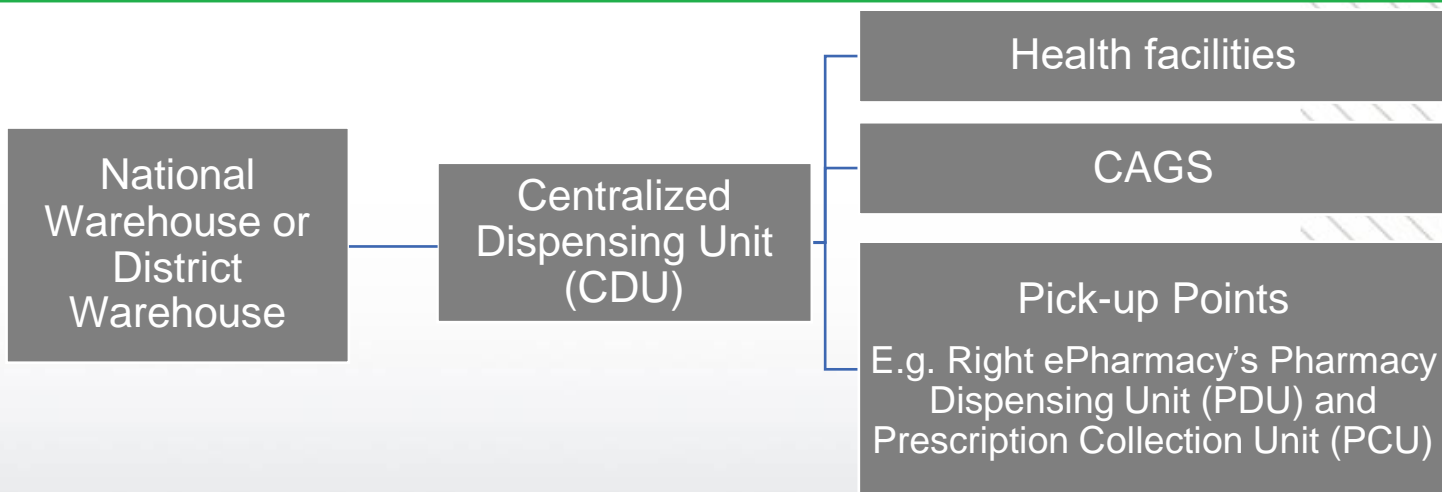 National
Warehouse or
District
Warehouse
Centralized
Dispensing Unit
(CDU)
Health facilities
CAGS
Pick-up Points
E.g. Right ePharmacy’s Pharmacy
Dispensing Unit (PDU) and
Prescription Collection Unit (PCU)